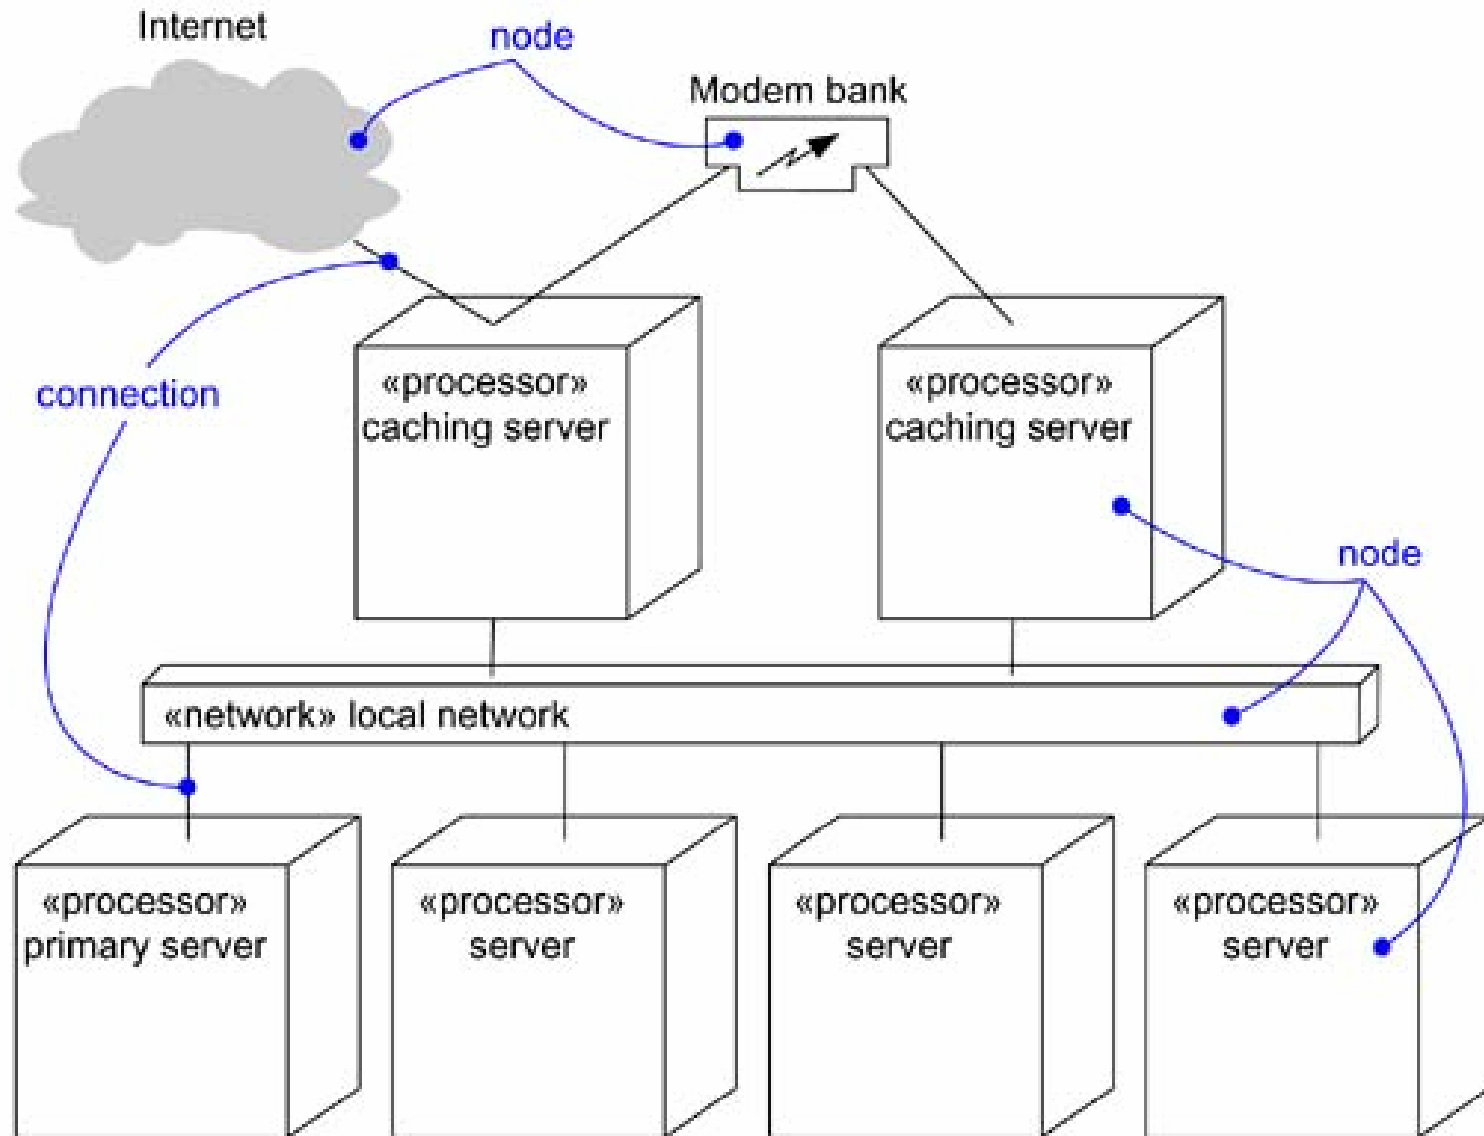 Internet
node
Modem bank
«processor»
caching server
«processor»
caching server
connection
node
«network» local network
«processor»
primary server
«processor»
server
«processor»
server
«processor»
server